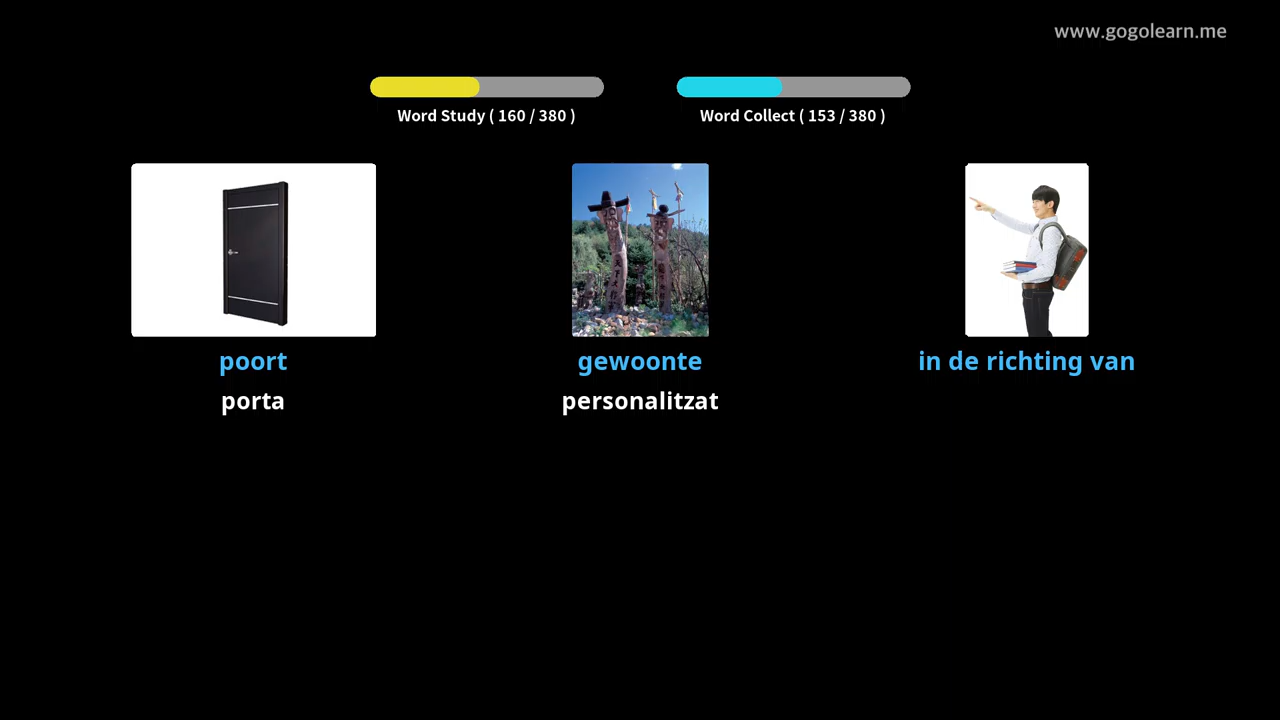 www.gogolearn.me
Word Study ( 160 / 380 )
Word Collect ( 153 / 380 )
poort
gewoonte
in de richting van
porta
personalitzat